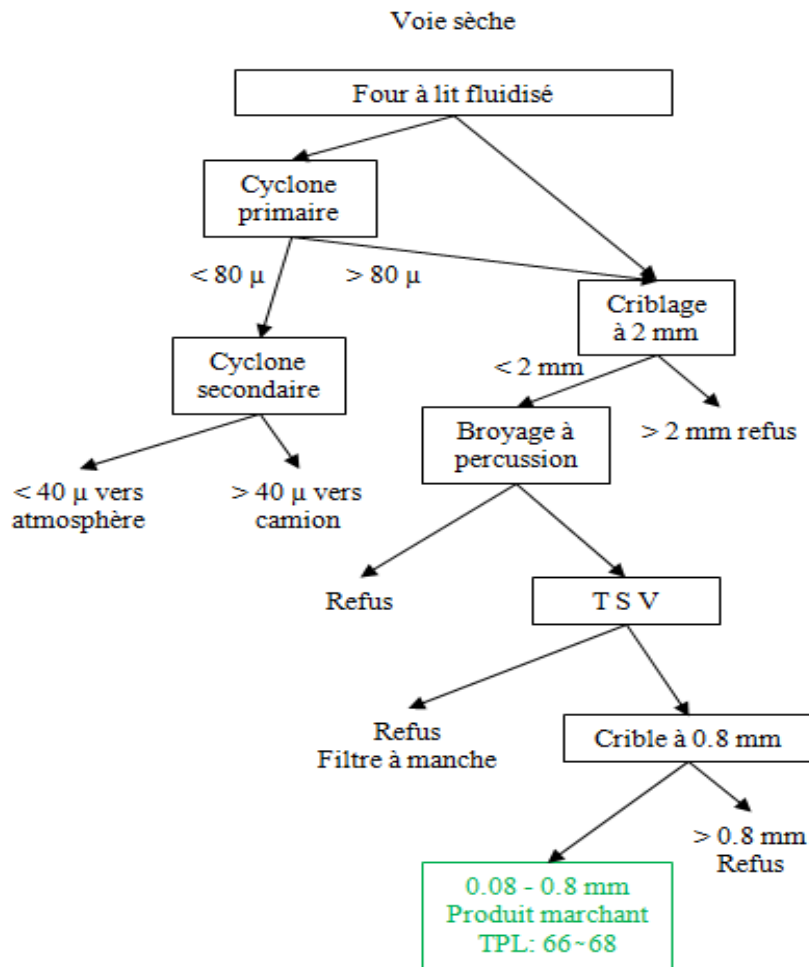 Voie sèche
Four à lit fluidisé
Cyclone
primaire
< 80 µ
> 80 µ
Criblage
à 2 mm
Cyclone
secondaire
< 2 mm
> 2 mm refus
Broyage à
percussion
< 40 µ vers
atmosphère
> 40 µ vers
camion
Refus
T S V
Refus
Filtre à manche
Crible à 0.8 mm
> 0.8 mm
Refus
0.08 - 0.8 mm
Produit marchant
TPL: 66~68